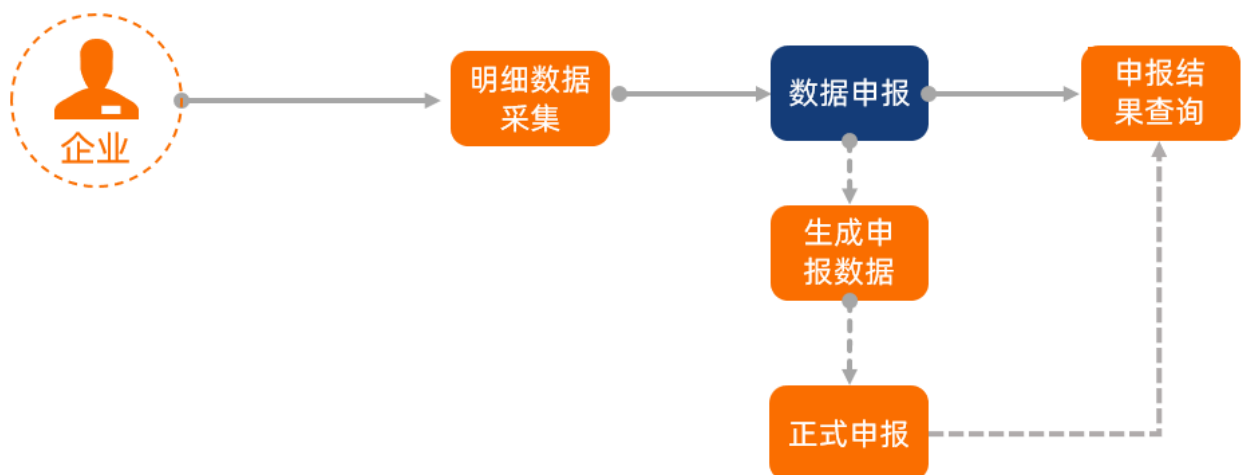 企业
明细数据
采集
数据申报
申报结
果查询
生成申
报数据
正式申报